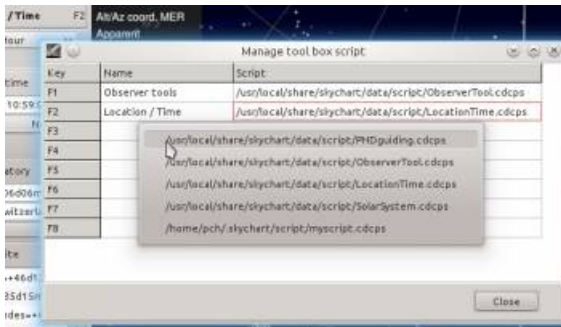 /Time F2
Alt/Az coord. MER
Apparent
Manage tool box script
Key Name Script
F1 Observer tools /usr/local/share/skychart/data/script/ObserverTool.cdcps
F2 Location / Time /usr/local/share/skychart/data/script/LocationTime.cdcps
F3
F4
F5
F6
F7
F8
/usr/local/share/skychart/data/script/PHDguiding.cdcps
/usr/local/share/skychart/data/script/ObserverTool.cdcps
/usr/local/share/skychart/data/script/LocationTime.cdcps
/usr/local/share/skychart/data/script/SolarSystem.cdcps
/home/pch/.skychart/script/myscript.cdcps
Close
time
10:59: